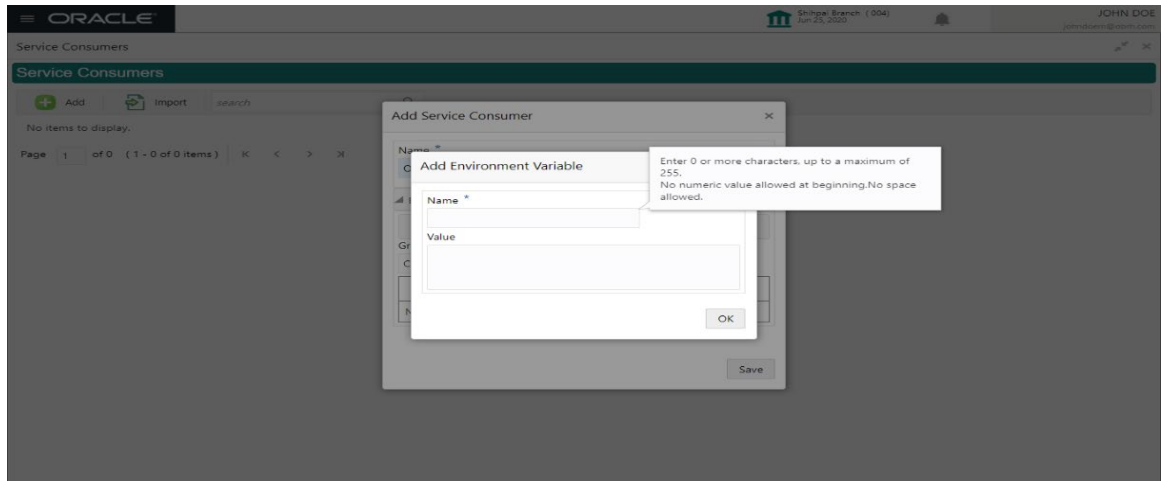 ORACLE
Shihpai Branch ( 004)
Jun 25, 2020
JOHN DOE
Service Consumers
Service Consumers
Add
Import
search
No items to display.
Page 1 of 0 ( 1 - 0 of 0 items ) K < > >|
Add Service Consumer ×
Name *
Add Environment Variable
Enter 0 or more characters, up to a maximum of
255.
No numeric value allowed at beginning.No space
allowed.
Name *
Value
Gr
OK
Save